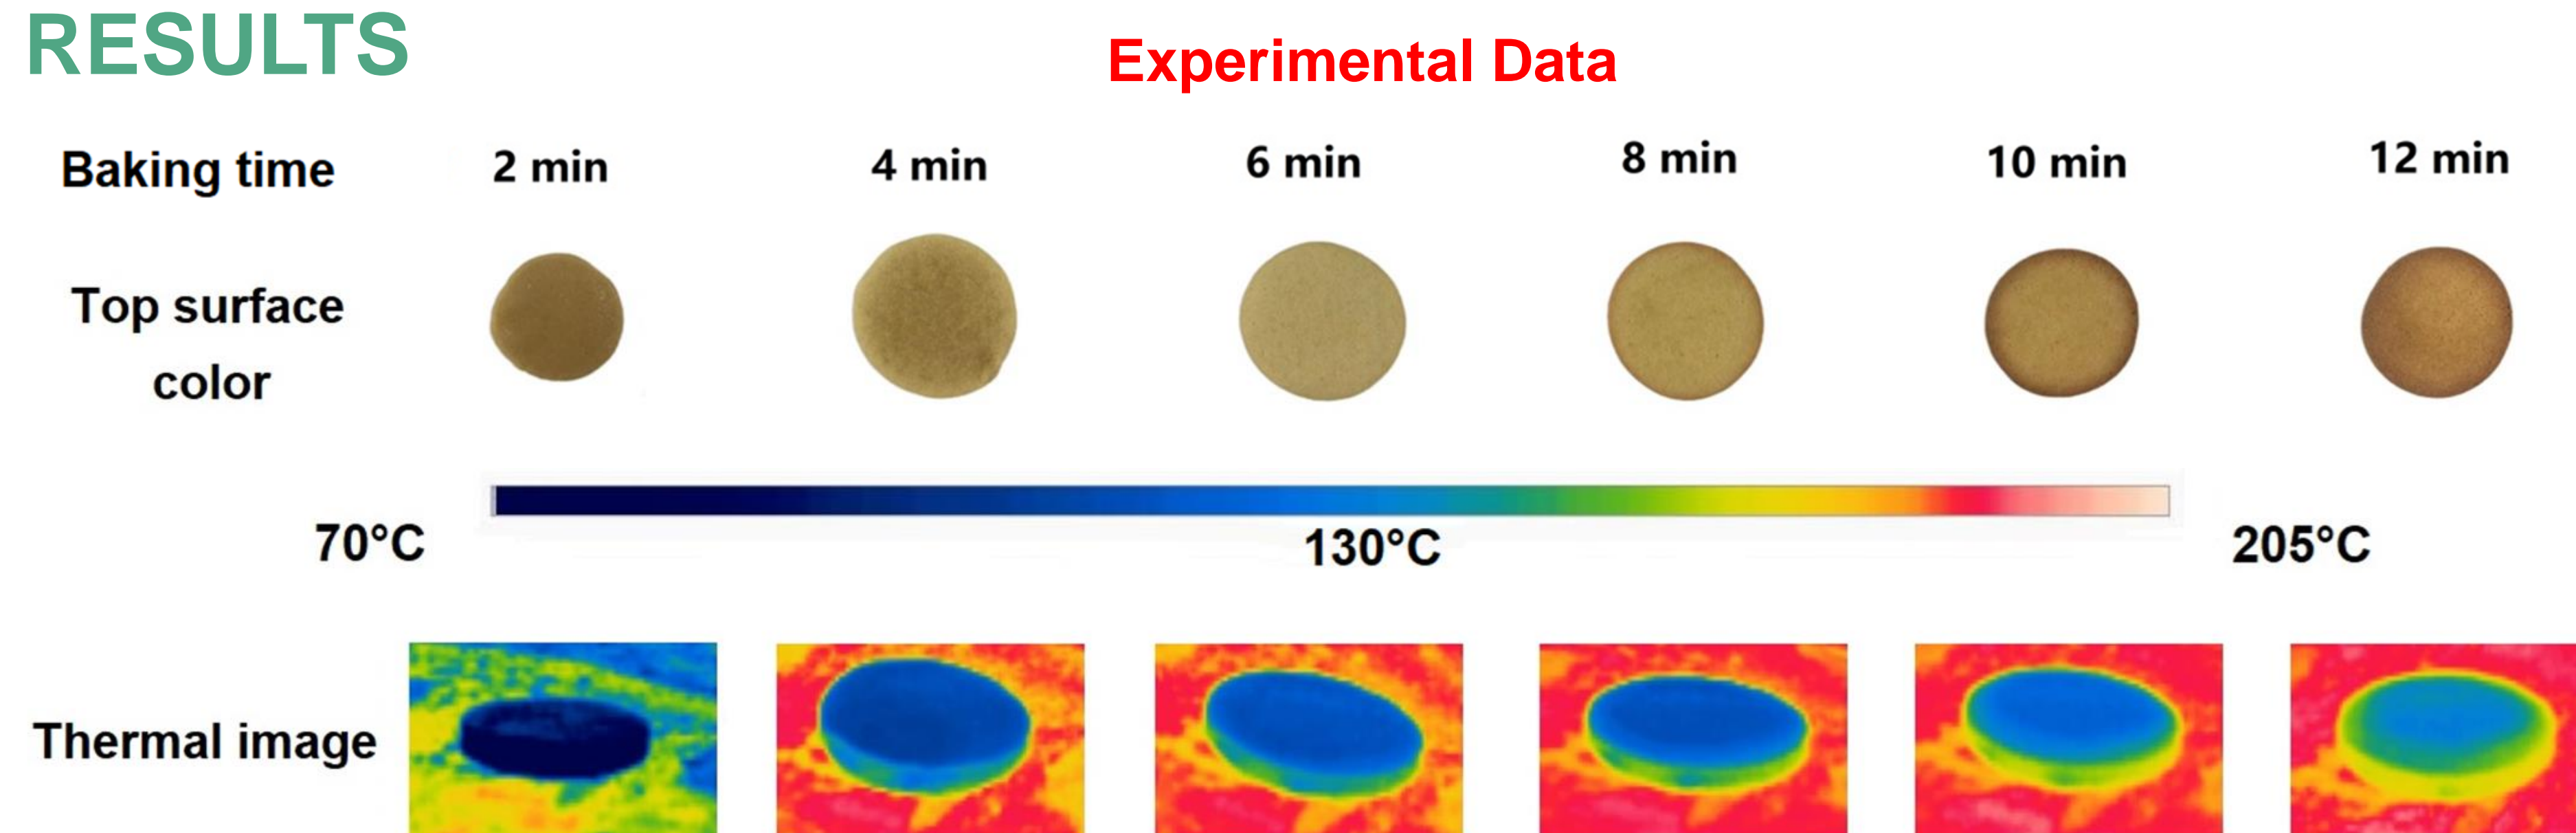 RESULTS
Experimental Data
Baking time 2 min 4 min 6 min 8 min 10 min 12 min
Top surface
color
70°C 130°C 205°C
Thermal image